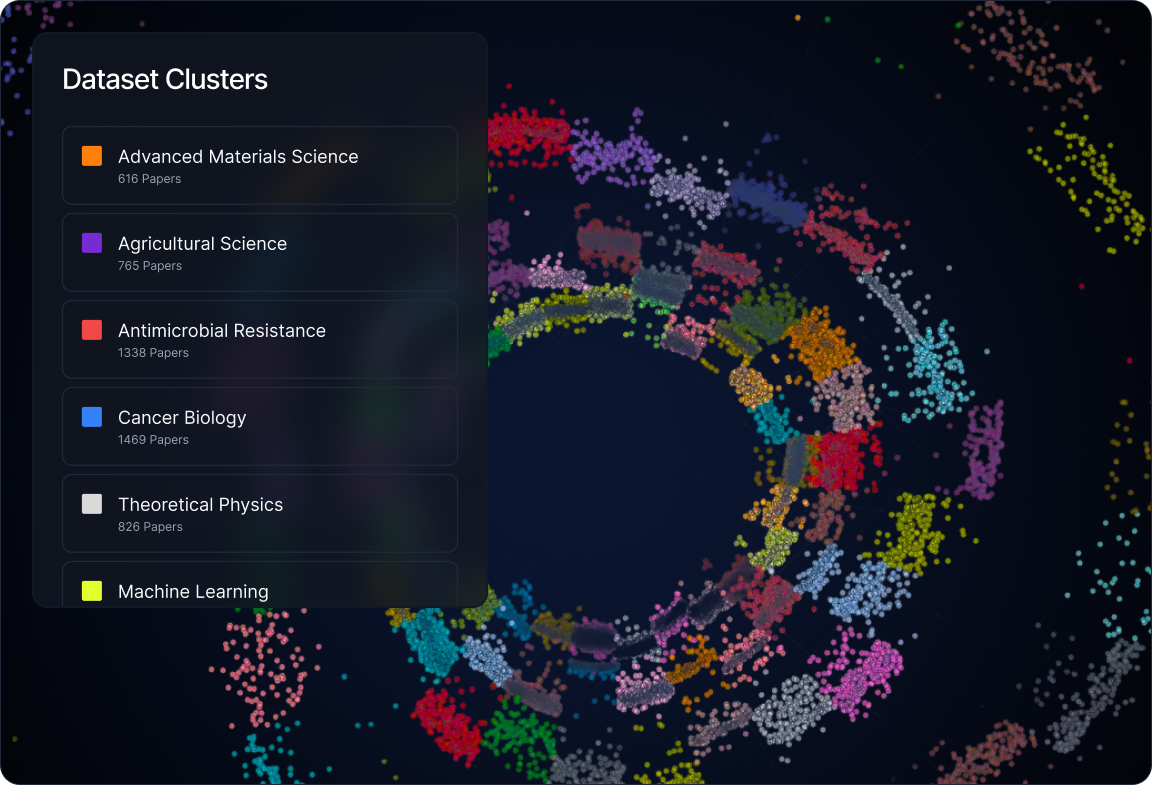 Dataset Clusters
Advanced Materials Science
616 Papers
Agricultural Science
765 Papers
Antimicrobial Resistance
1338 Papers
Cancer Biology
1469 Papers
Theoretical Physics
826 Papers
Machine Learning